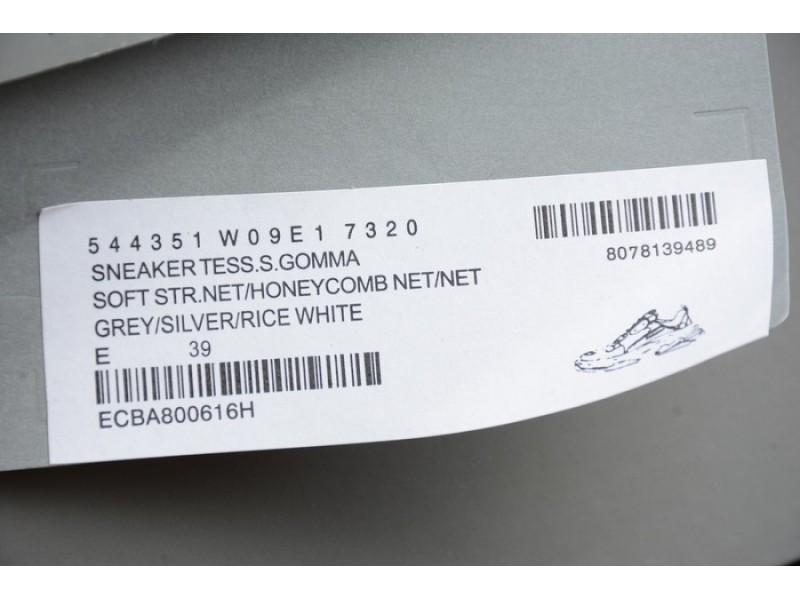 544351 W09E1 7320
8078139489
SNEAKER TESS.S.GOMMA
SOFT STR.NET/HONEYCOMB NET/NET
GREY/SILVER/RICE WHITE
E 39
ECBA800616H